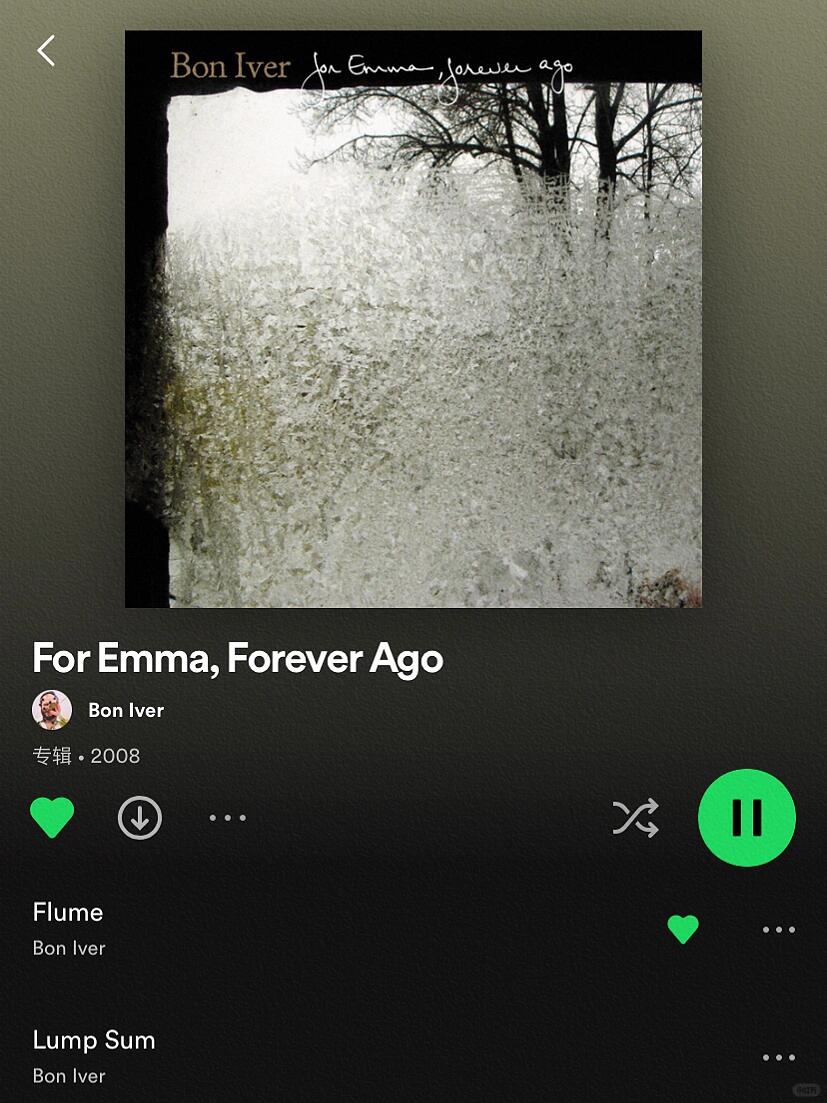 Bon Iver for Emma, forever ago
For Emma, Forever Ago
Bon Iver
专辑 • 2008
Flume
Bon Iver
Lump Sum
Bon Iver